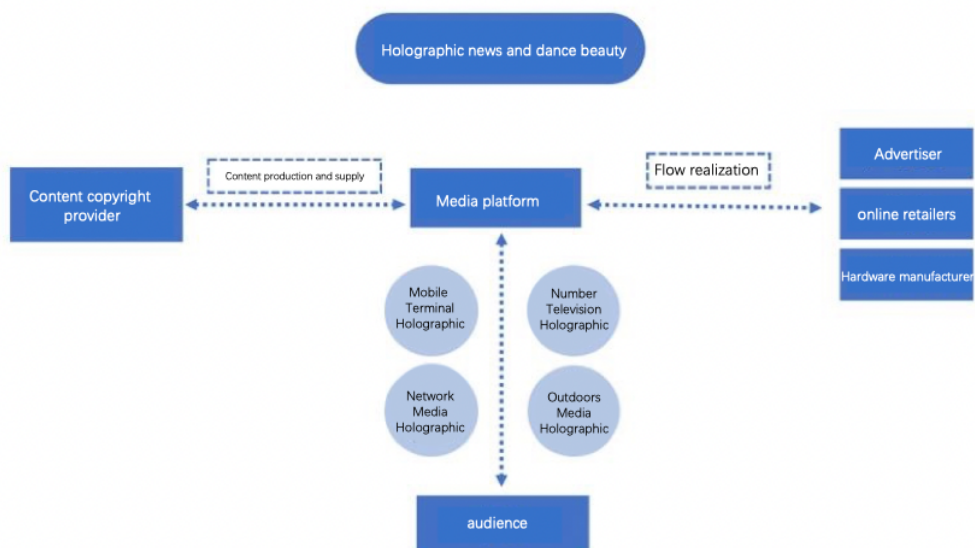 Holographic news and dance beauty
Content copyright
provider
Content production and supply
Media platform
Flow realization
Advertiser
online retailers
Hardware manufacturer
Mobile
Terminal
Holographic
Number
Television
Holographic
Network
Media
Holographic
Outdoors
Media
Holographic
audience